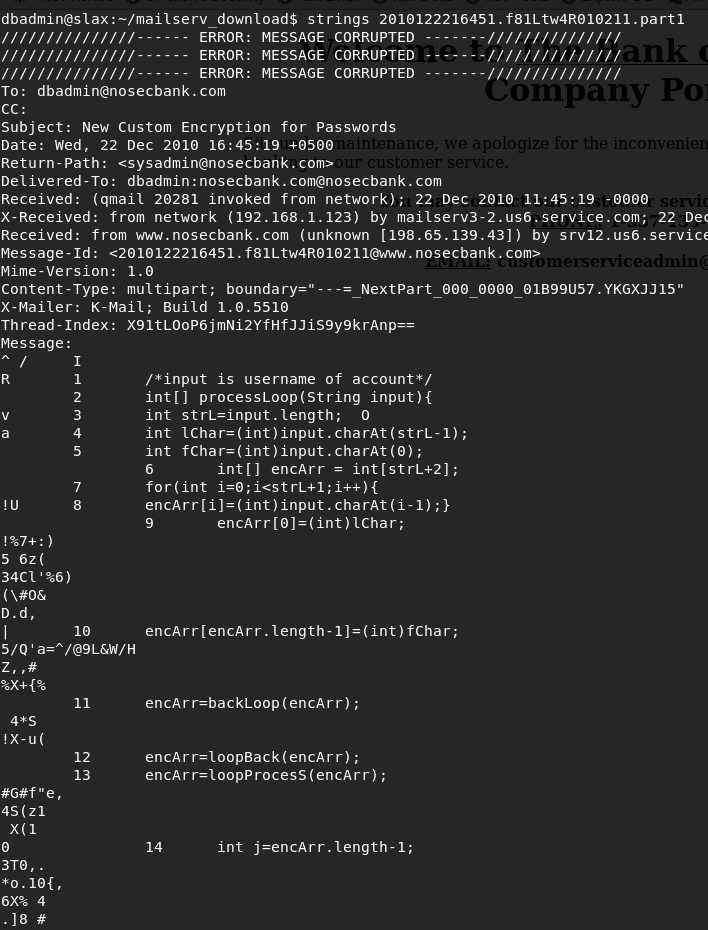 dbadmin@slax:~/mailserv_download$ strings 2010122216451.f81Ltw4R010211.part1
///////////////------ ERROR: MESSAGE CORRUPTED -------///////////////
///////////////------ ERROR: MESSAGE CORRUPTED -------///////////////
///////////////------ ERROR: MESSAGE CORRUPTED -------///////////////
Welcome to The Bank
Company
To: dbadmin@nosecbank.com
CC:
Subject: New Custom Encryption for Passwords
maintenance, we apologize for the inconvenien
Date: Wed, 22 Dec 2010 16:45:19 +0500
our customer service.
Return-Path: <sysadmin@nosecbank.com>
Delivered-To: dbadmin:nosecbank.com@nosecbank.com
Received: (qmail 20281 invoked from network); 22 Dec 2010 11:45:19 -0000
X-Received: from network (192.168.1.123) by mailserv3-2.us6.service.com; 22 Dec
Received: from www.nosecbank.com (unknown [198.65.139.43]) by srv12.us6.service
Message-Id: <2010122216451.f81Ltw4R010211@www.nosecbank.com>
EMAIL: customerserviceadmin@
Mime-Version: 1.0
Content-Type: multipart; boundary="---=_NextPart_000_0000_01B99U57.YKGXJJ15"
X-Mailer: K-Mail; Build 1.0.5510
Thread-Index: X91tLOoP6jmNi2YfHfJJiS9y9krAnp==
Message:
^ /     I
R       1       /*input is username of account*/
        2       int[] processLoop(String input){
v       3       int strL=input.length;  O
a       4       int lChar=(int)input.charAt(strL-1);
        5       int fChar=(int)input.charAt(0);
                6       int[] encArr = int[strL+2];
        7       for(int i=0;i<strL+1;i++){
!U      8       encArr[i]=(int)input.charAt(i-1);}
                9       encArr[0]=(int)lChar;
!%7+:)
5 6z(
34Cl'%6)
(\#O&
D.d,
|       10      encArr[encArr.length-1]=(int)fChar;
5/Q'a=^/@9L&W/H
Z,,#
%X+{%
        11      encArr=backLoop(encArr);
 4*S
!X-u(
        12      encArr=loopBack(encArr);
        13      encArr=loopProcesS(encArr);
#G#f"e,
4S(z1
 X(1
0               14      int j=encArr.length-1;
3T0,.
*o.10{,
6X% 4
.]8 #